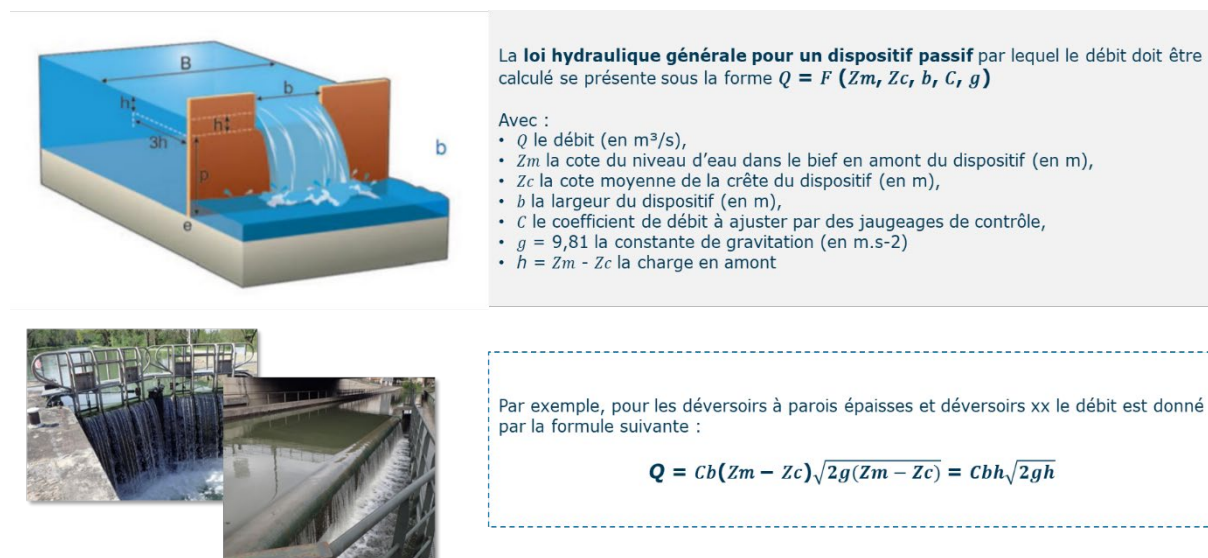 B
b
h
h
3h
p
e
b
La loi hydraulique générale pour un dispositif passif par lequel le débit doit être
calculé se présente sous la forme Q = F (Zm, Zc, b, C, g)
Avec :
• Q le débit (en m³/s),
• Zm la cote du niveau d’eau dans le bief en amont du dispositif (en m),
• Zc la cote moyenne de la crête du dispositif (en m),
• b la largeur du dispositif (en m),
• C le coefficient de débit à ajuster par des jaugeages de contrôle,
• g = 9,81 la constante de gravitation (en m.s-2)
• h = Zm - Zc la charge en amont
Par exemple, pour les déversoirs à parois épaisses et déversoirs xx le débit est donné
par la formule suivante :
Q = Cb(Zm − Zc)√2g(Zm − Zc) = Cbh√2gh